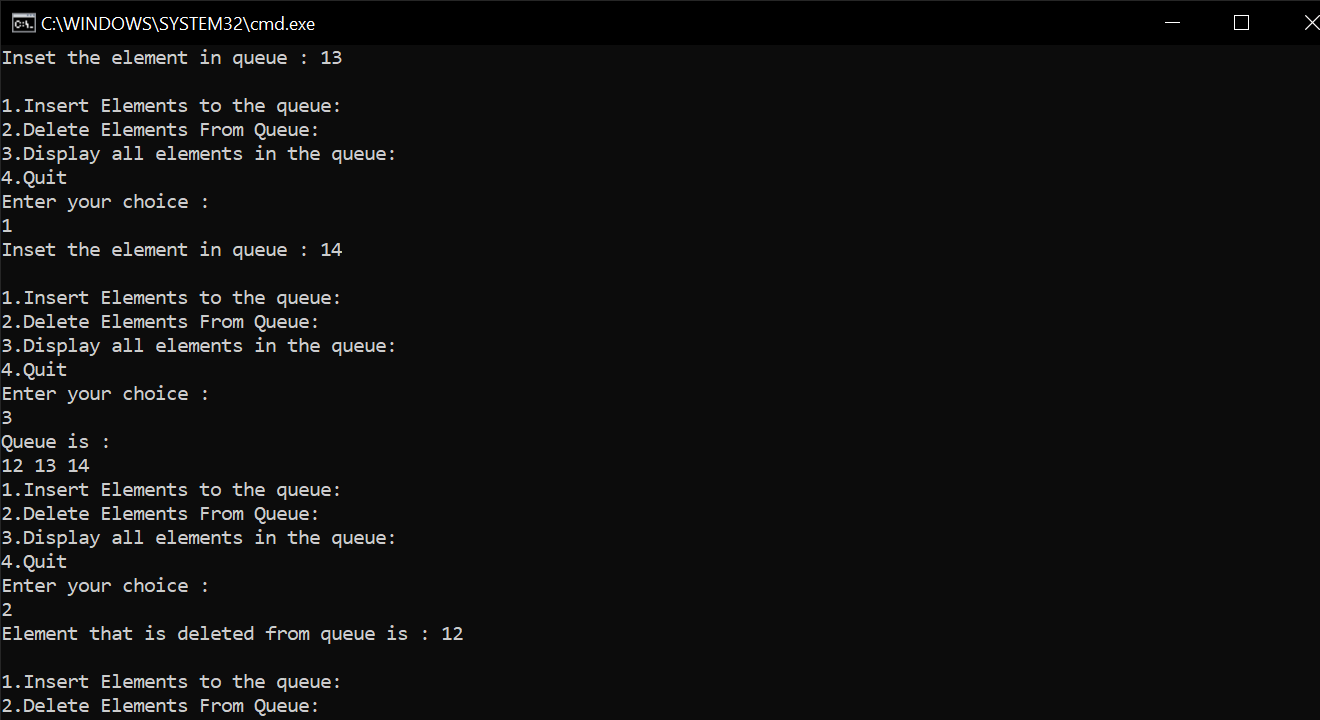 C:\WINDOWS\SYSTEM32\cmd.exe
Inset the element in queue : 13
1.Insert Elements to the queue:
2.Delete Elements From Queue:
3.Display all elements in the queue:
4.Quit
Enter your choice :
1
Inset the element in queue : 14
1.Insert Elements to the queue:
2.Delete Elements From Queue:
3.Display all elements in the queue:
4.Quit
Enter your choice :
3
Queue is :
12 13 14
1.Insert Elements to the queue:
2.Delete Elements From Queue:
3.Display all elements in the queue:
4.Quit
Enter your choice :
2
Element that is deleted from queue is : 12
1.Insert Elements to the queue:
2.Delete Elements From Queue: